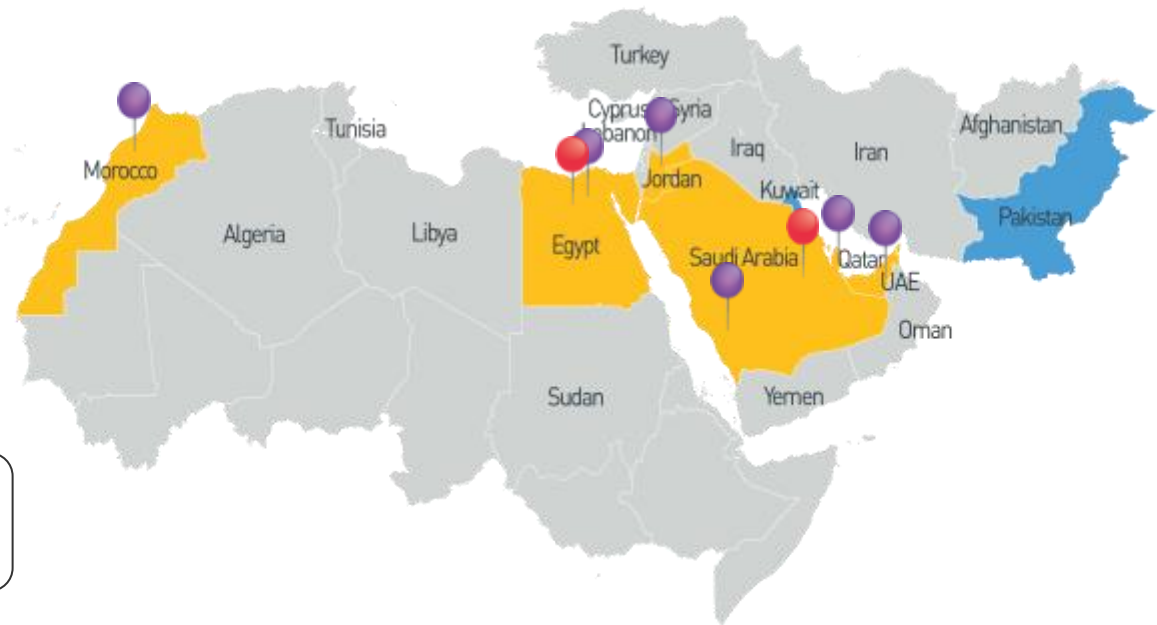 Turkey
Cyprus
Syria
Lebanon
Tunisia
Afghanistan
Iraq
Iran
Morocco
Jordan
Kuwait
Pakistan
Algeria
Libya
Egypt
Saudi Arabia
Qatar
UAE
Oman
Sudan
Yemen